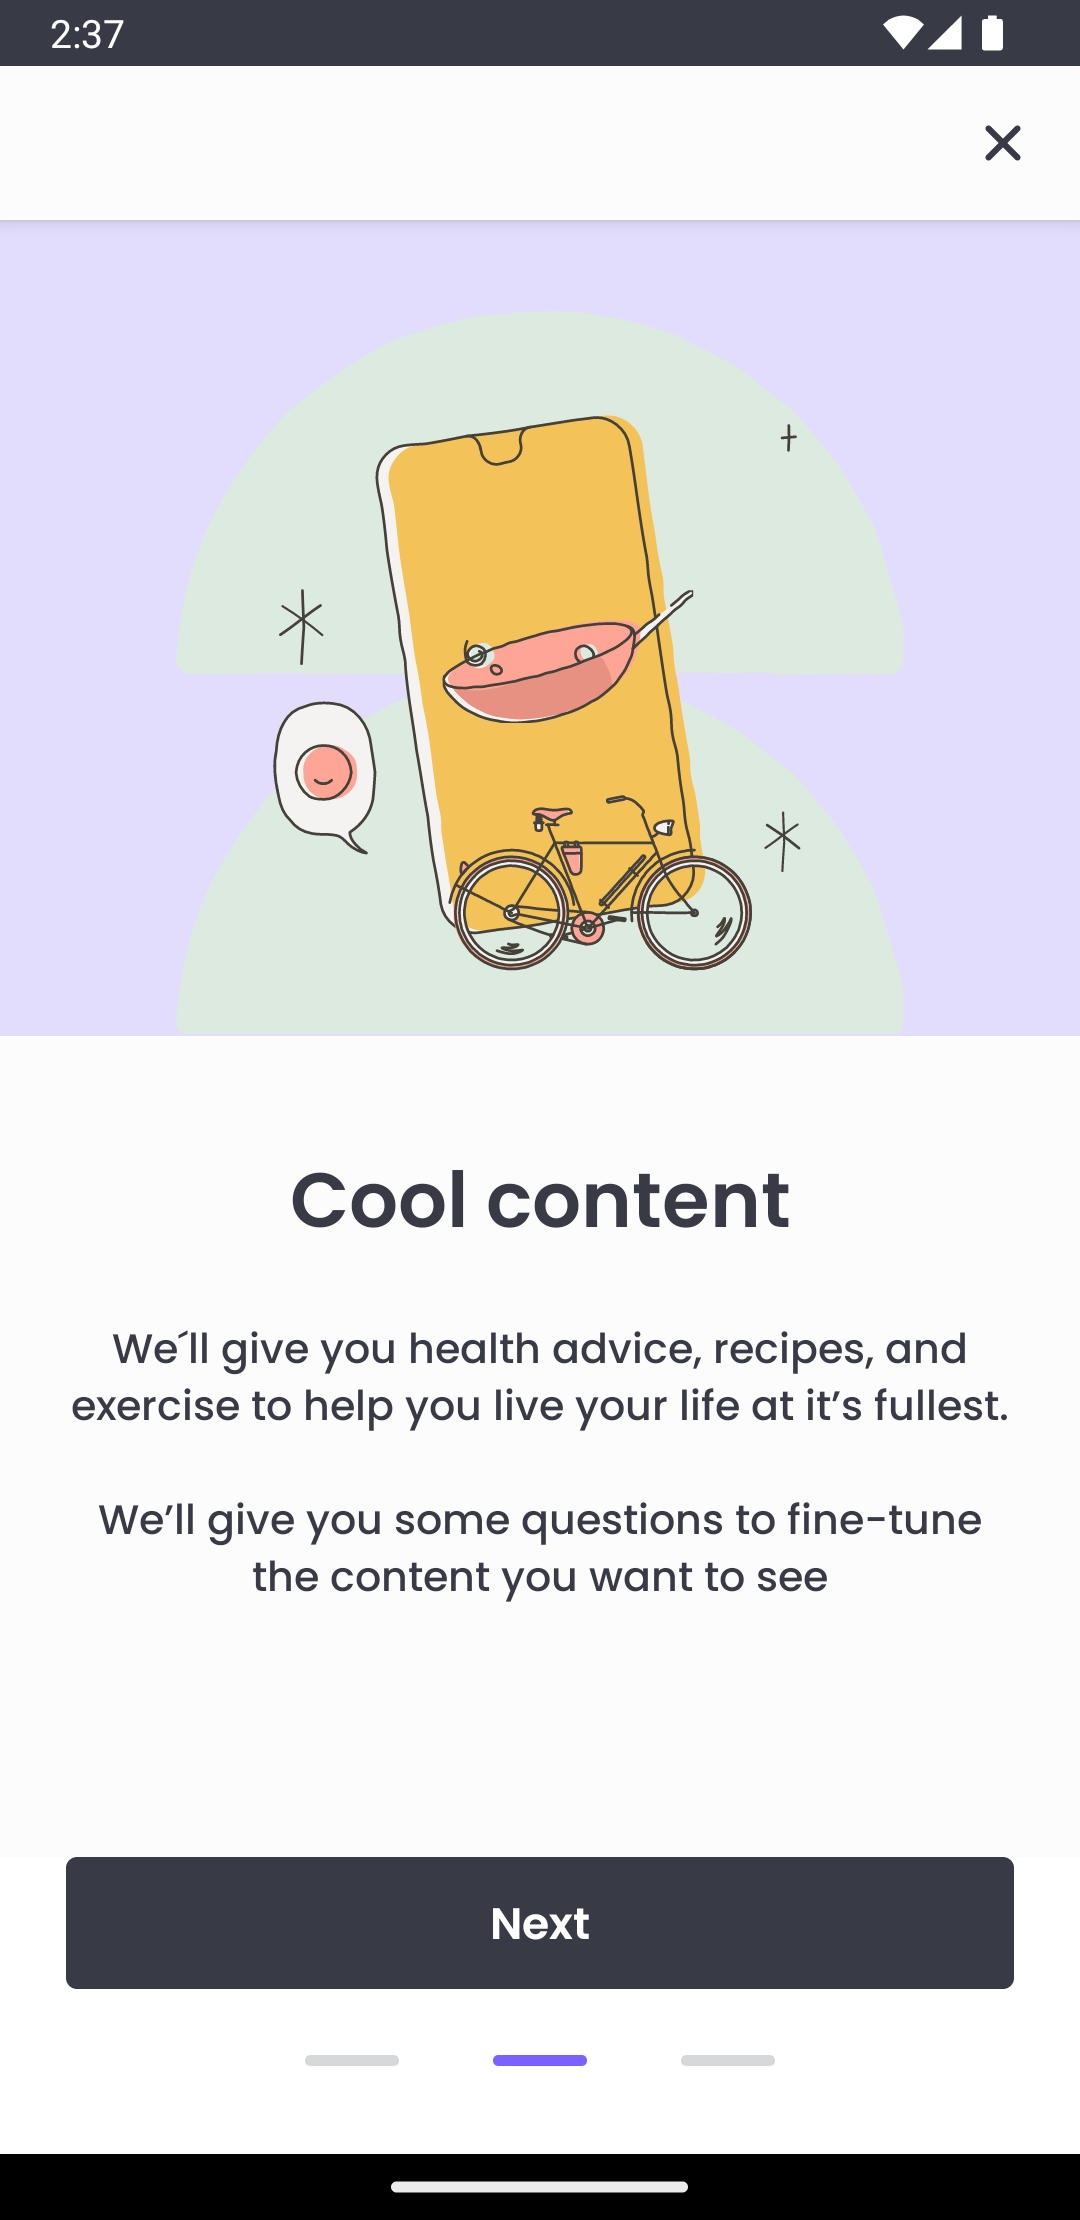 2:37
Cool content
We´ll give you health advice, recipes, and
exercise to help you live your life at it’s fullest.
We’ll give you some questions to fine-tune
the content you want to see
Next